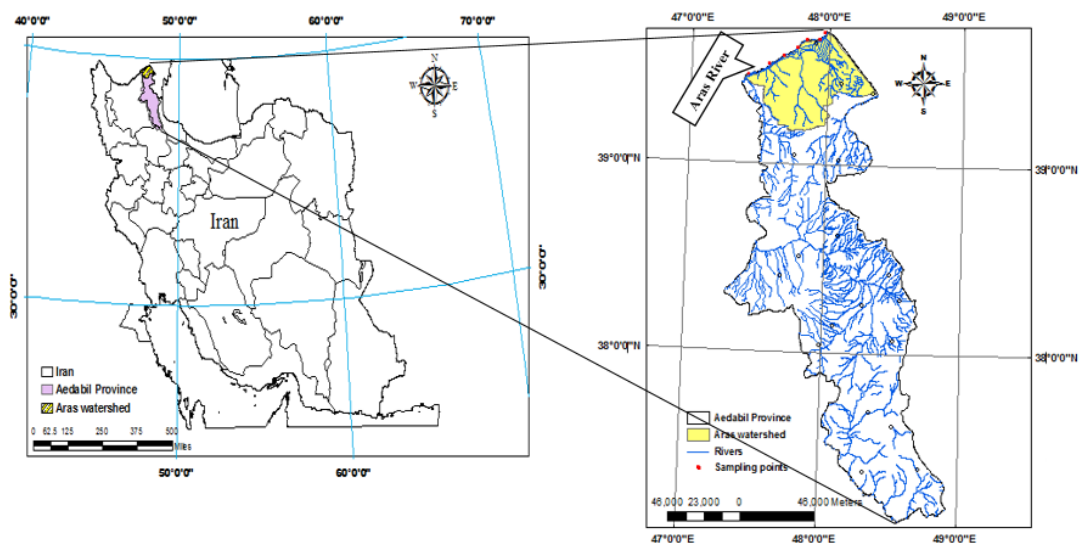 40°0'0"E 50°0'0"E 60°0'0"E 70°0'0"E
N
W E
S
Iran
30°0'0"
30°0'0"
Iran
Aedabil Province
Aras watershed
0 62.5 125 250 375 500
Miles
50°0'0"
60°0'0"
47°0'0"E 48°0'0"E 49°0'0"E
Aras River
N
W E
S
39°0'0"N
39°0'0"N
38°0'0"N
38°0'0"N
Aedabil Province
Aras watershed
Rivers
Sampling points
46,000 23,000 0 46,000 Meters
47°0'0"E 48°0'0"E 49°0'0"E